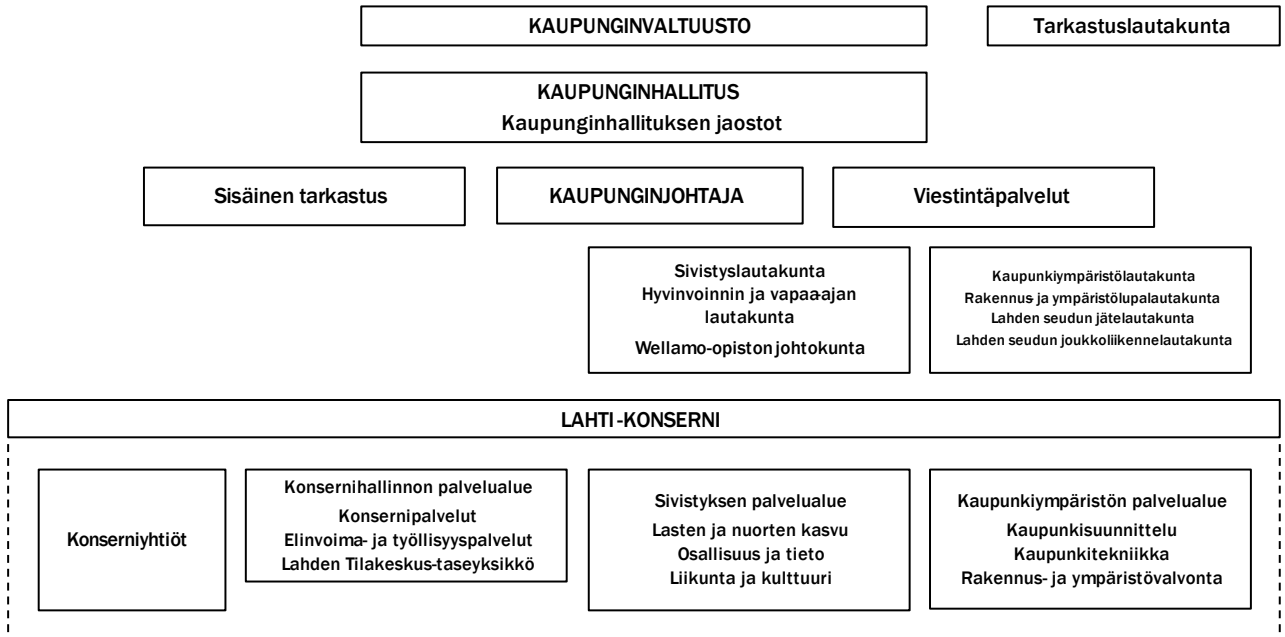 KAUPUNGINVALTUUSTO
Tarkastuslautakunta
KAUPUNGINHALLITUS
Kaupunginhallituksen jaostot
Sisäinen tarkastus
KAUPUNGINJOHTAJA
Viestintäpalvelut
Sivistyslautakunta
Hyvinvoinnin ja vapaa-ajan
lautakunta
Wellamo-opiston johtokunta
Kaupunkiympäristölautakunta
Rakennus- ja ympäristölupalautakunta
Lahden seudun jätelautakunta
Lahden seudun joukkoliikennelautakunta
LAHTI-KONSERNI
Konserniyhtiöt
Konsernihallinnon palvelualue
Konsernipalvelut
Elinvoima- ja työllisyyspalvelut
Lahden Tilakeskus-taseyksikkö
Sivistyksen palvelualue
Lasten ja nuorten kasvu
Osallisuus ja tieto
Liikunta ja kulttuuri
Kaupunkiympäristön palvelualue
Kaupunkisuunnittelu
Kaupunkitekniikka
Rakennus- ja ympäristövalvonta